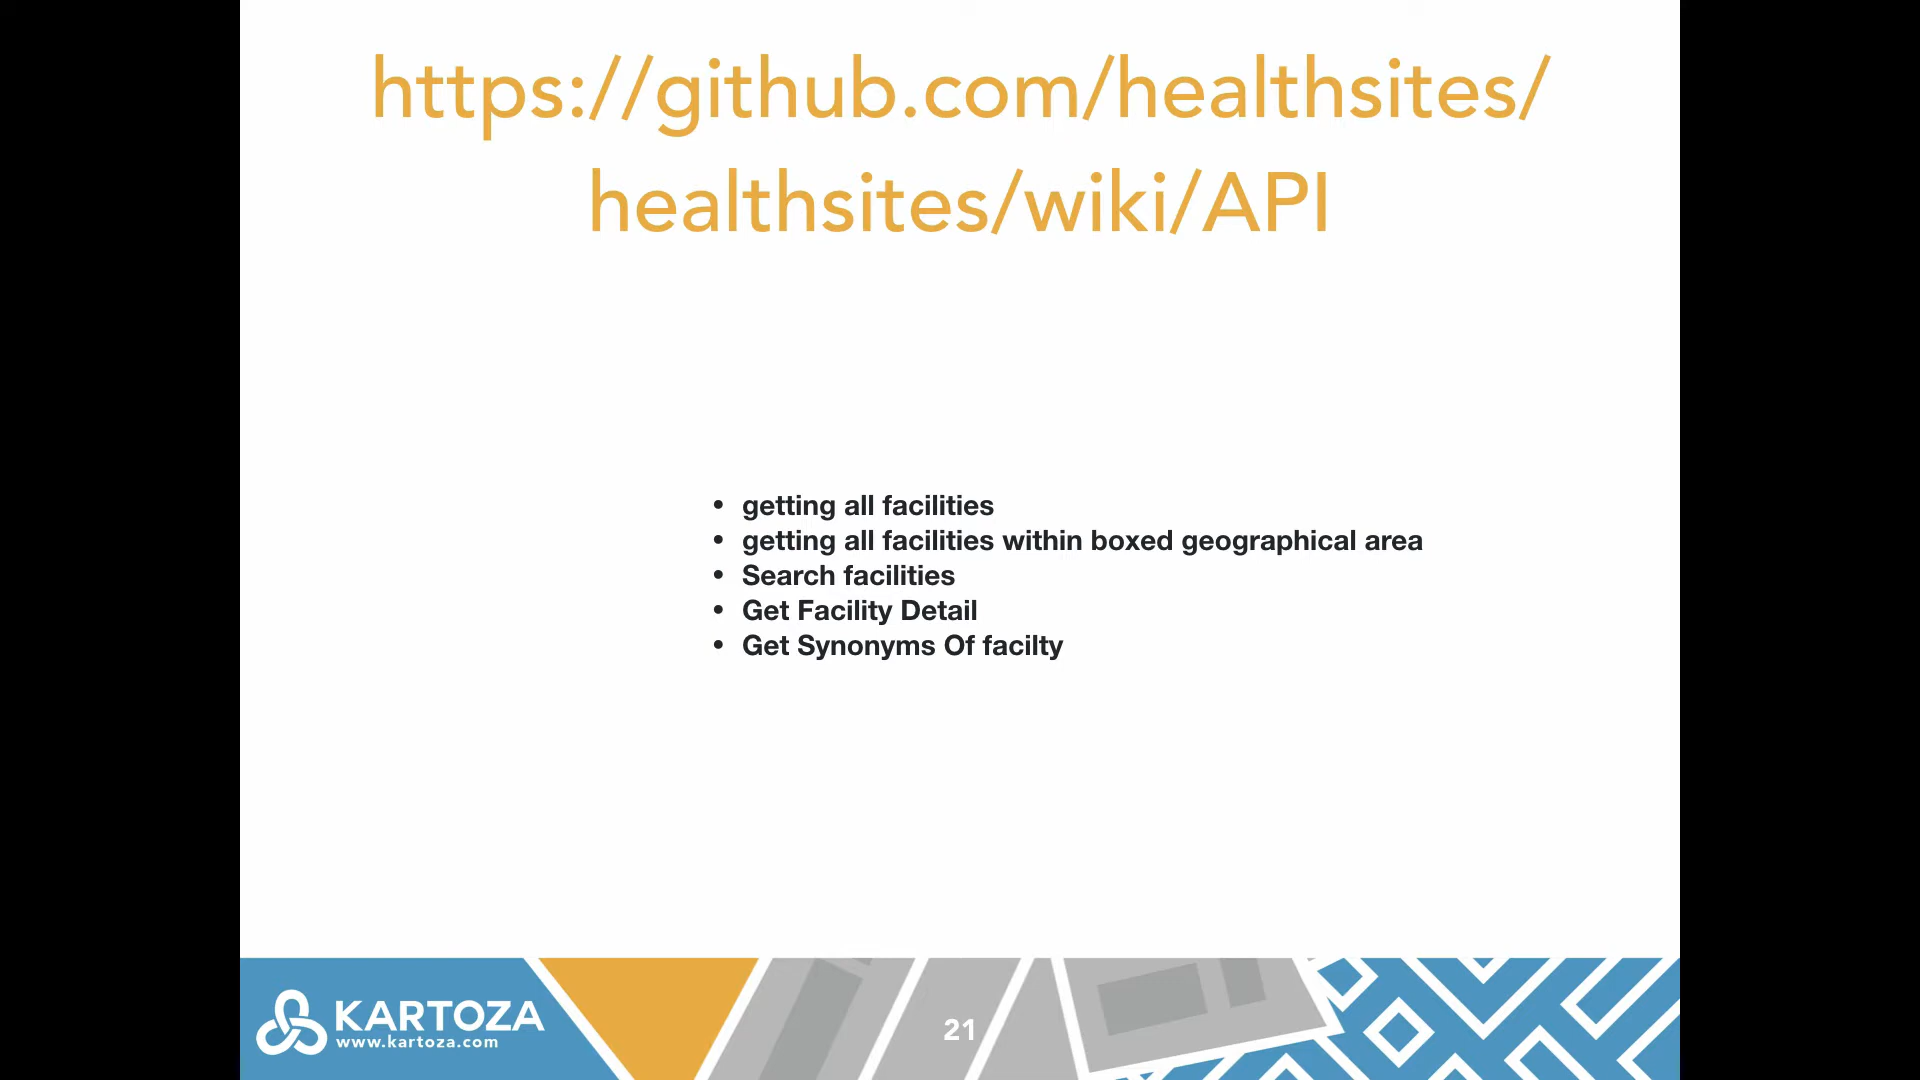 https://github.com/healthsites/
healthsites/wiki/API
• getting all facilities
• getting all facilities within boxed geographical area
• Search facilities
• Get Facility Detail
• Get Synonyms Of facilty
KARTOZA
www.kartoza.com
21